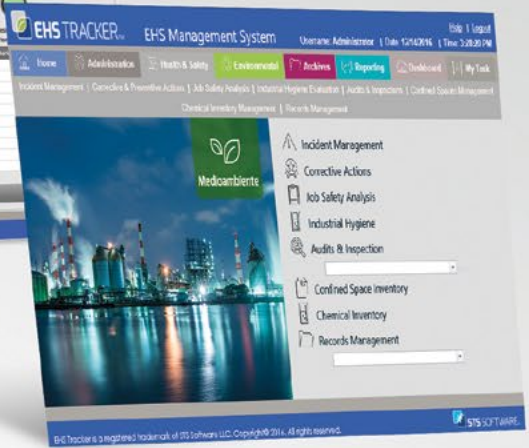 EHS TRACKER™ EHS Management System
Help | Logout
Username: Administrator | Date: 12/14/2016 | Time: 3:28:20 PM
Home Administration Health & Safety Environmental Archives Reporting Dashboard My Task
Incident Management | Corrective & Preventive Actions | Job Safety Analysis | Industrial Hygiene Evaluation | Audits & Inspections | Confined Spaces Management
Chemical Inventory Management | Records Management
Medioambiente
Incident Management
Corrective Actions
Job Safety Analysis
Industrial Hygiene
Audits & Inspection
Confined Space Inventory
Chemical Inventory
Records Management
EHS Tracker is a registered trademark of STS Software LLC. Copyright© 2016. All rights reserved.
STS SOFTWARE